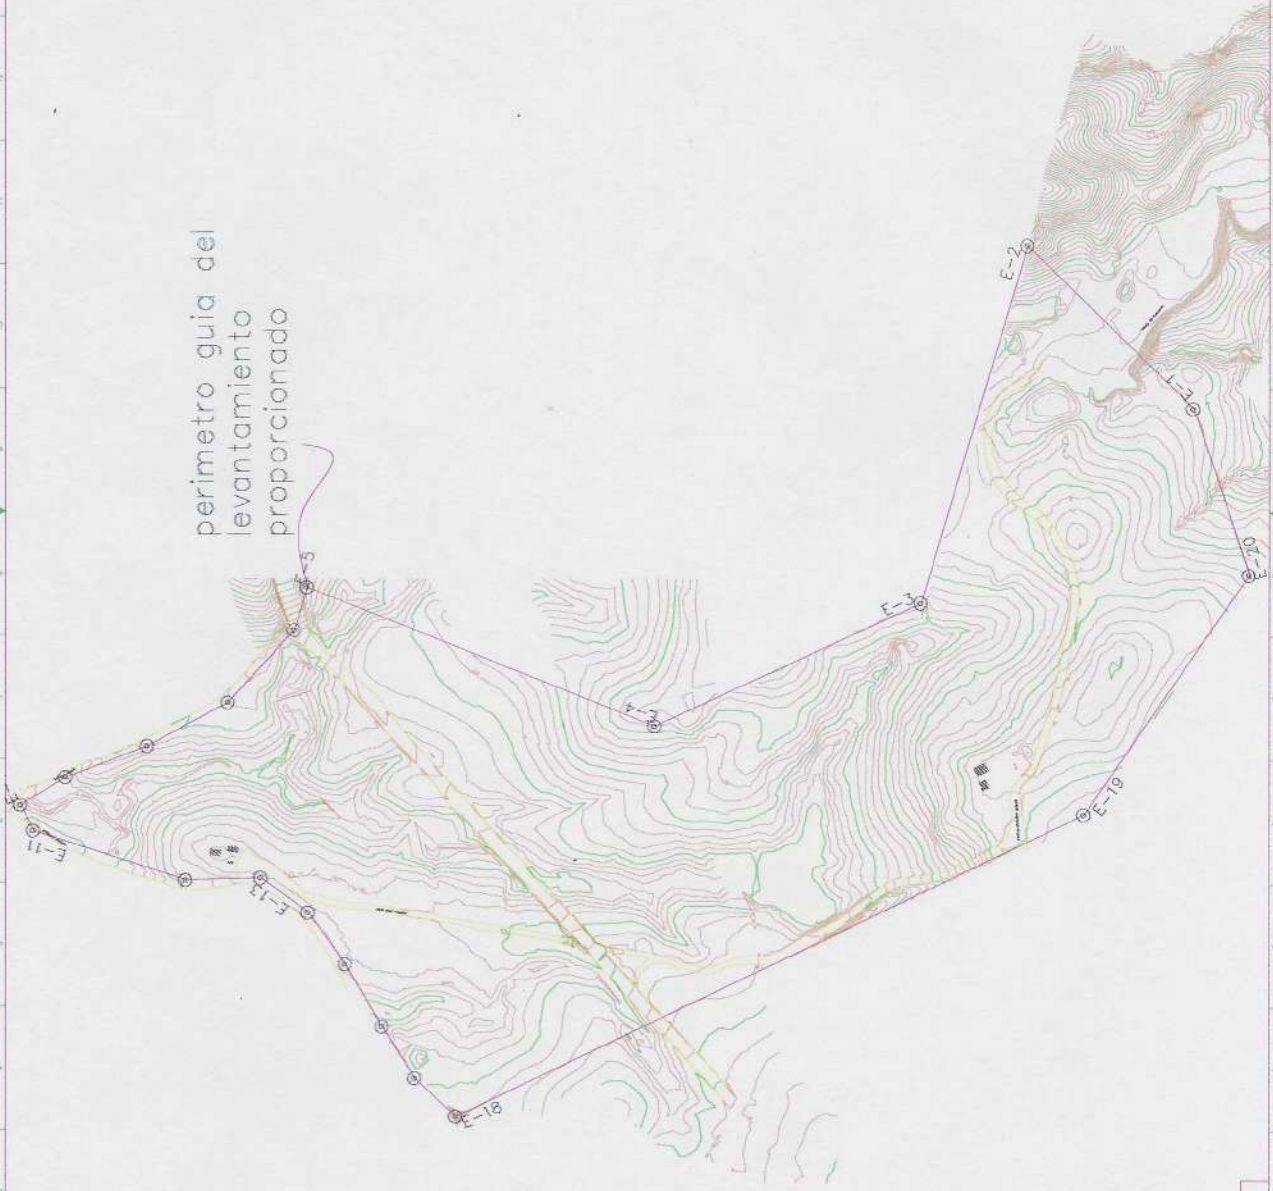 perimetro guia del
levantamiento
proporcionado
E-2
E-1
E-20
E-3
E-4
E-5
E-11
E-13
E-18
E-19